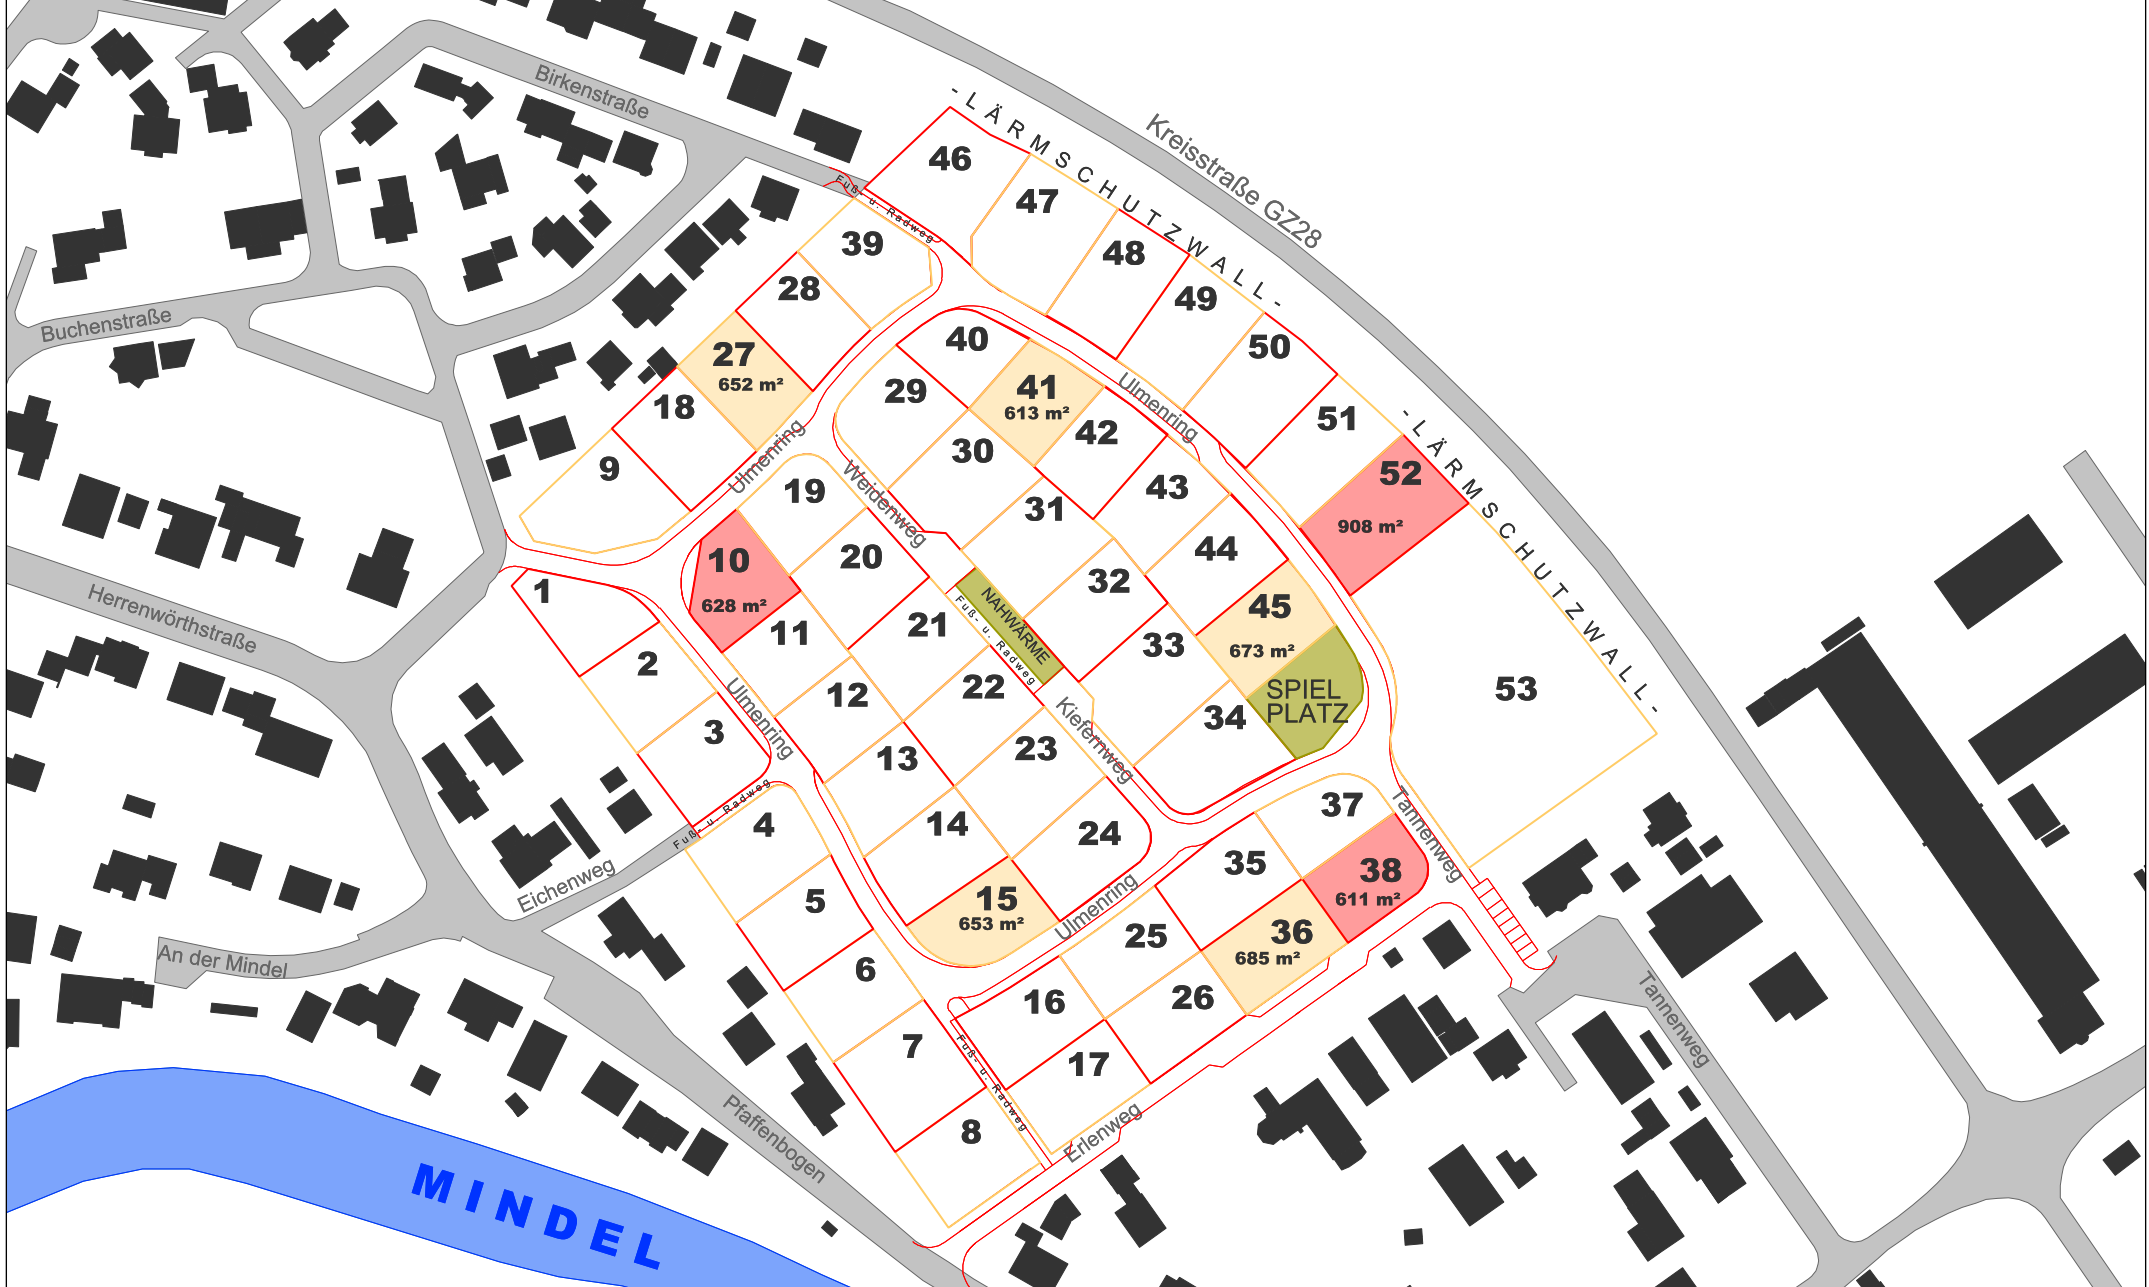 Birkenstraße
- L Ä R M S C H U T Z W A L L -
Kreisstraße GZ28
46
Fuß- u. Radweg
47
39
48
28
49
Buchenstraße
40
50
27
652 m²
41
613 m²
29
Ulmenring
18
42
51
- L Ä R M S C H U T Z W A L L -
30
52
908 m²
9
Ulmenring
Weidenweg
19
43
31
10
628 m²
20
44
32
1
NAHWÄRME
Fuß- u. Radweg
45
673 m²
Herrenwörthstraße
11
21
33
2
12
22
SPIEL
PLATZ
53
34
3
Ulmenring
Kiefernweg
13
23
4
Fuß- u. Radweg
14
24
37
Tannenweg
35
38
611 m²
Eichenweg
5
15
653 m²
Ulmenring
25
36
685 m²
An der Mindel
6
16
26
Tannenweg
7
17
Fuß- u. Radweg
8
Erlenweg
Pfaffenbogen
MINDEL